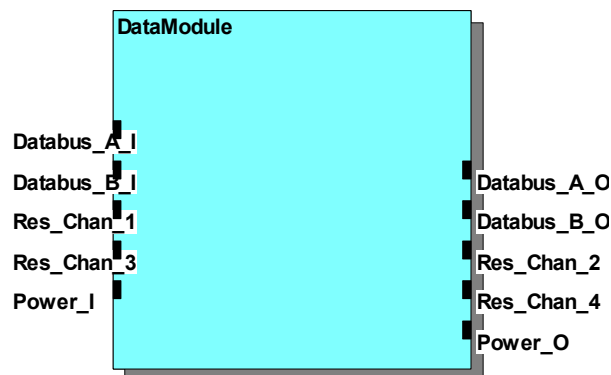 DataModule
Databus_A_I
Databus_B_I
Res_Chan_1
Res_Chan_3
Power_I
Databus_A_O
Databus_B_O
Res_Chan_2
Res_Chan_4
Power_O